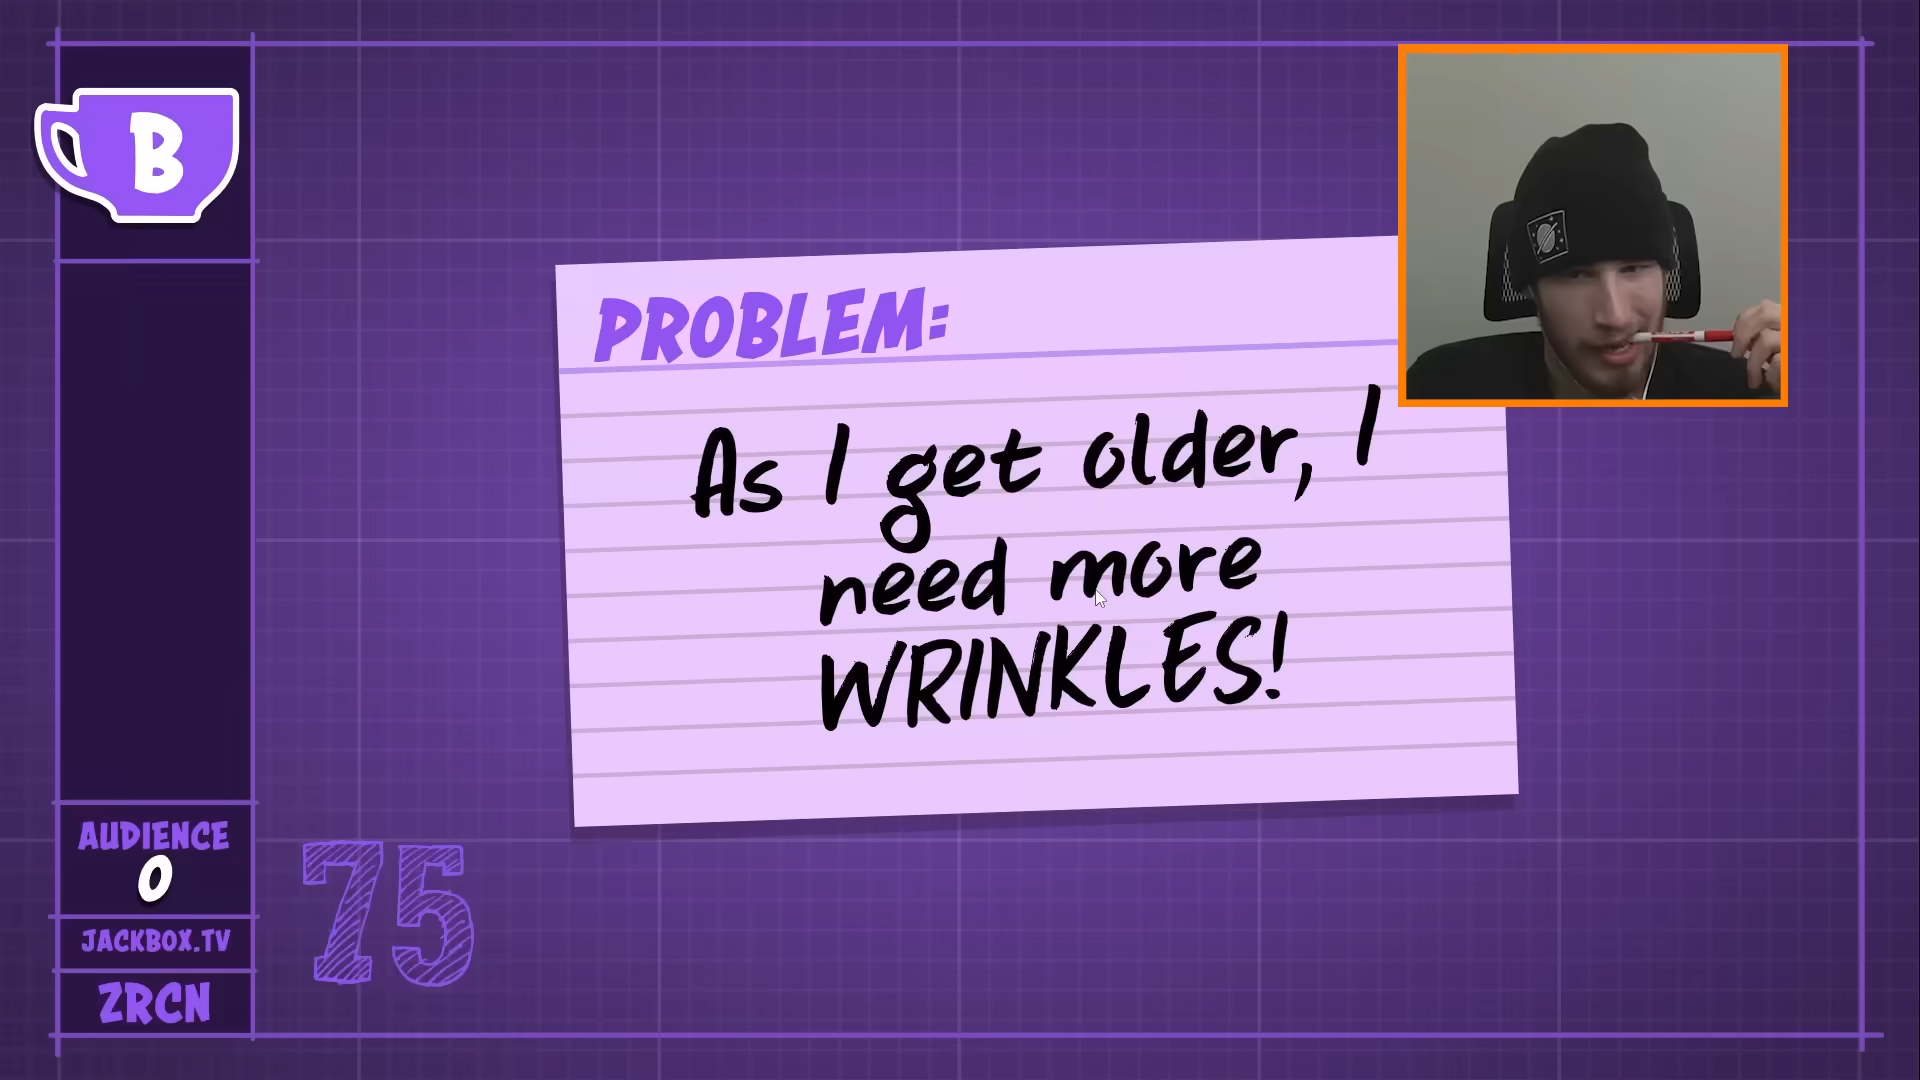 B
PROBLEM:
As I get older, I
need more
WRINKLES!
AUDIENCE
0
JACKBOX.TV
ZRCN
75